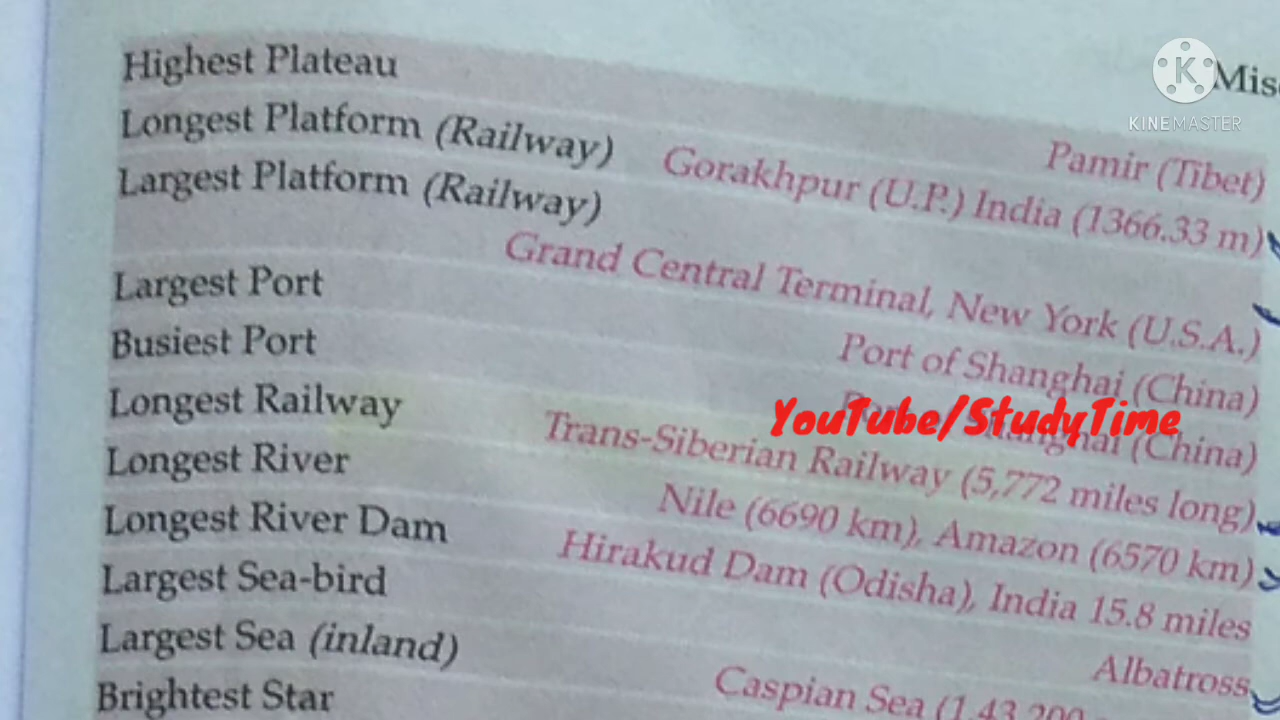 Mis
KINEMASTER
Highest Plateau Pamir (Tibet)
Longest Platform (Railway) Gorakhpur (U.P.) India (1366.33 m)
Largest Platform (Railway)
Grand Central Terminal, New York (U.S.A.)
Largest Port Port of Shanghai (China)
Busiest Port (China)
YouTube/StudyTime
Longest Railway Trans-Siberian Railway (5,772 miles long)
Longest River Nile (6690 km), Amazon (6570 km)
Longest River Dam Hirakud Dam (Odisha), India 15.8 miles
Largest Sea-bird Albatross
Largest Sea (inland) Caspian Sea (1,43,200
Brightest Star